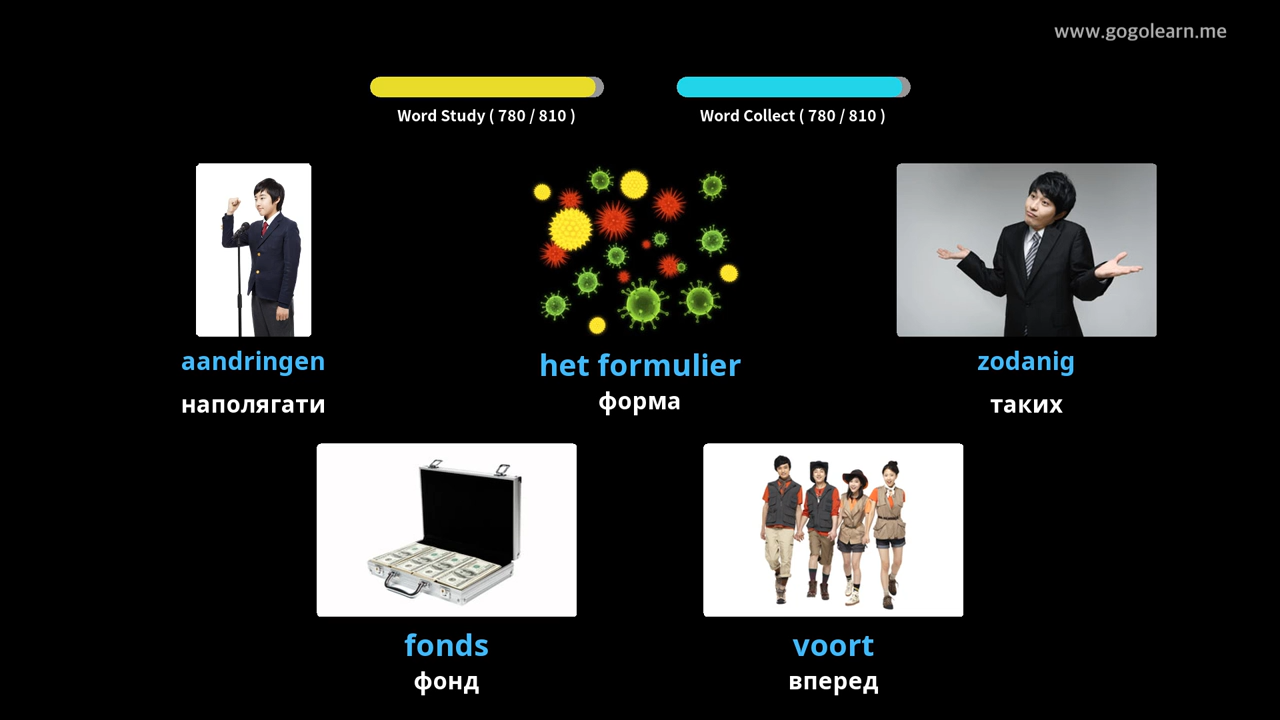 www.gogolearn.me
Word Study ( 780 / 810 )
Word Collect ( 780 / 810 )
aandringen
наполягати
het formulier
форма
zodanig
таких
fonds
фонд
voort
вперед